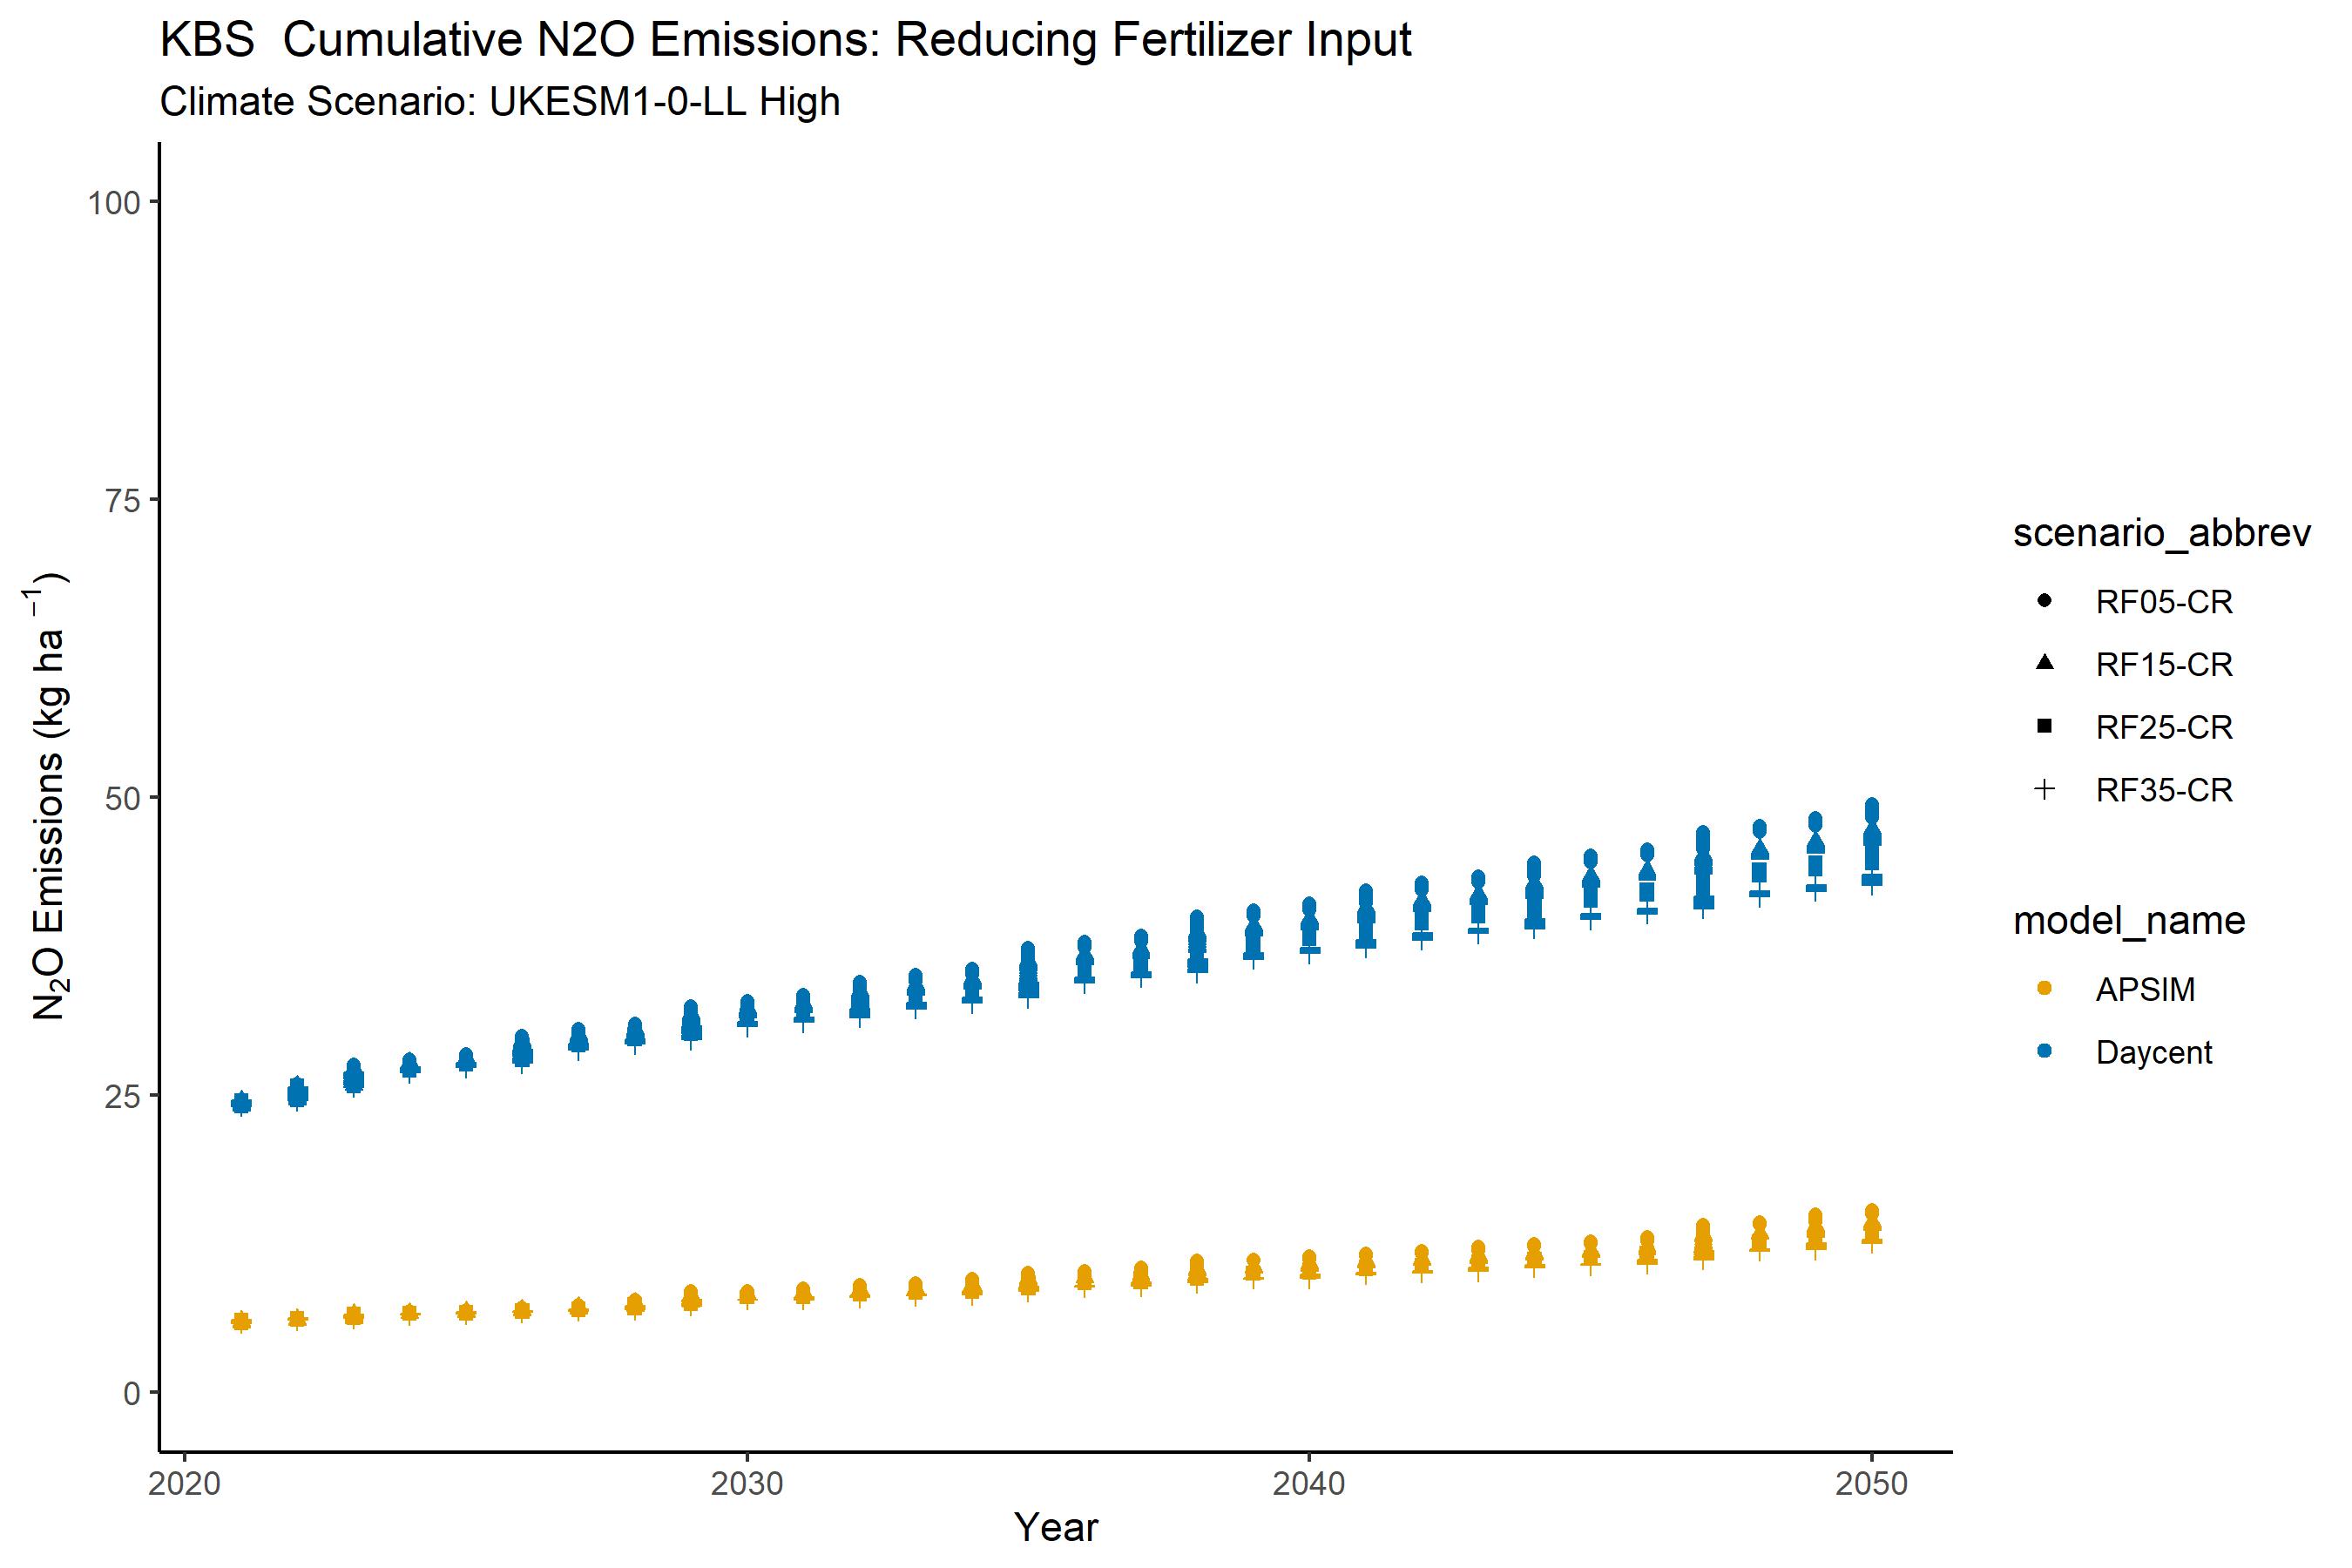 KBS  Cumulative N2O Emissions: Reducing Fertilizer Input
Climate Scenario: UKESM1-0-LL High
N₂O Emissions (kg ha ⁻¹)
100
75
50
25
0
2020
2030
2040
2050
Year
scenario_abbrev
RF05-CR
RF15-CR
RF25-CR
RF35-CR
model_name
APSIM
Daycent